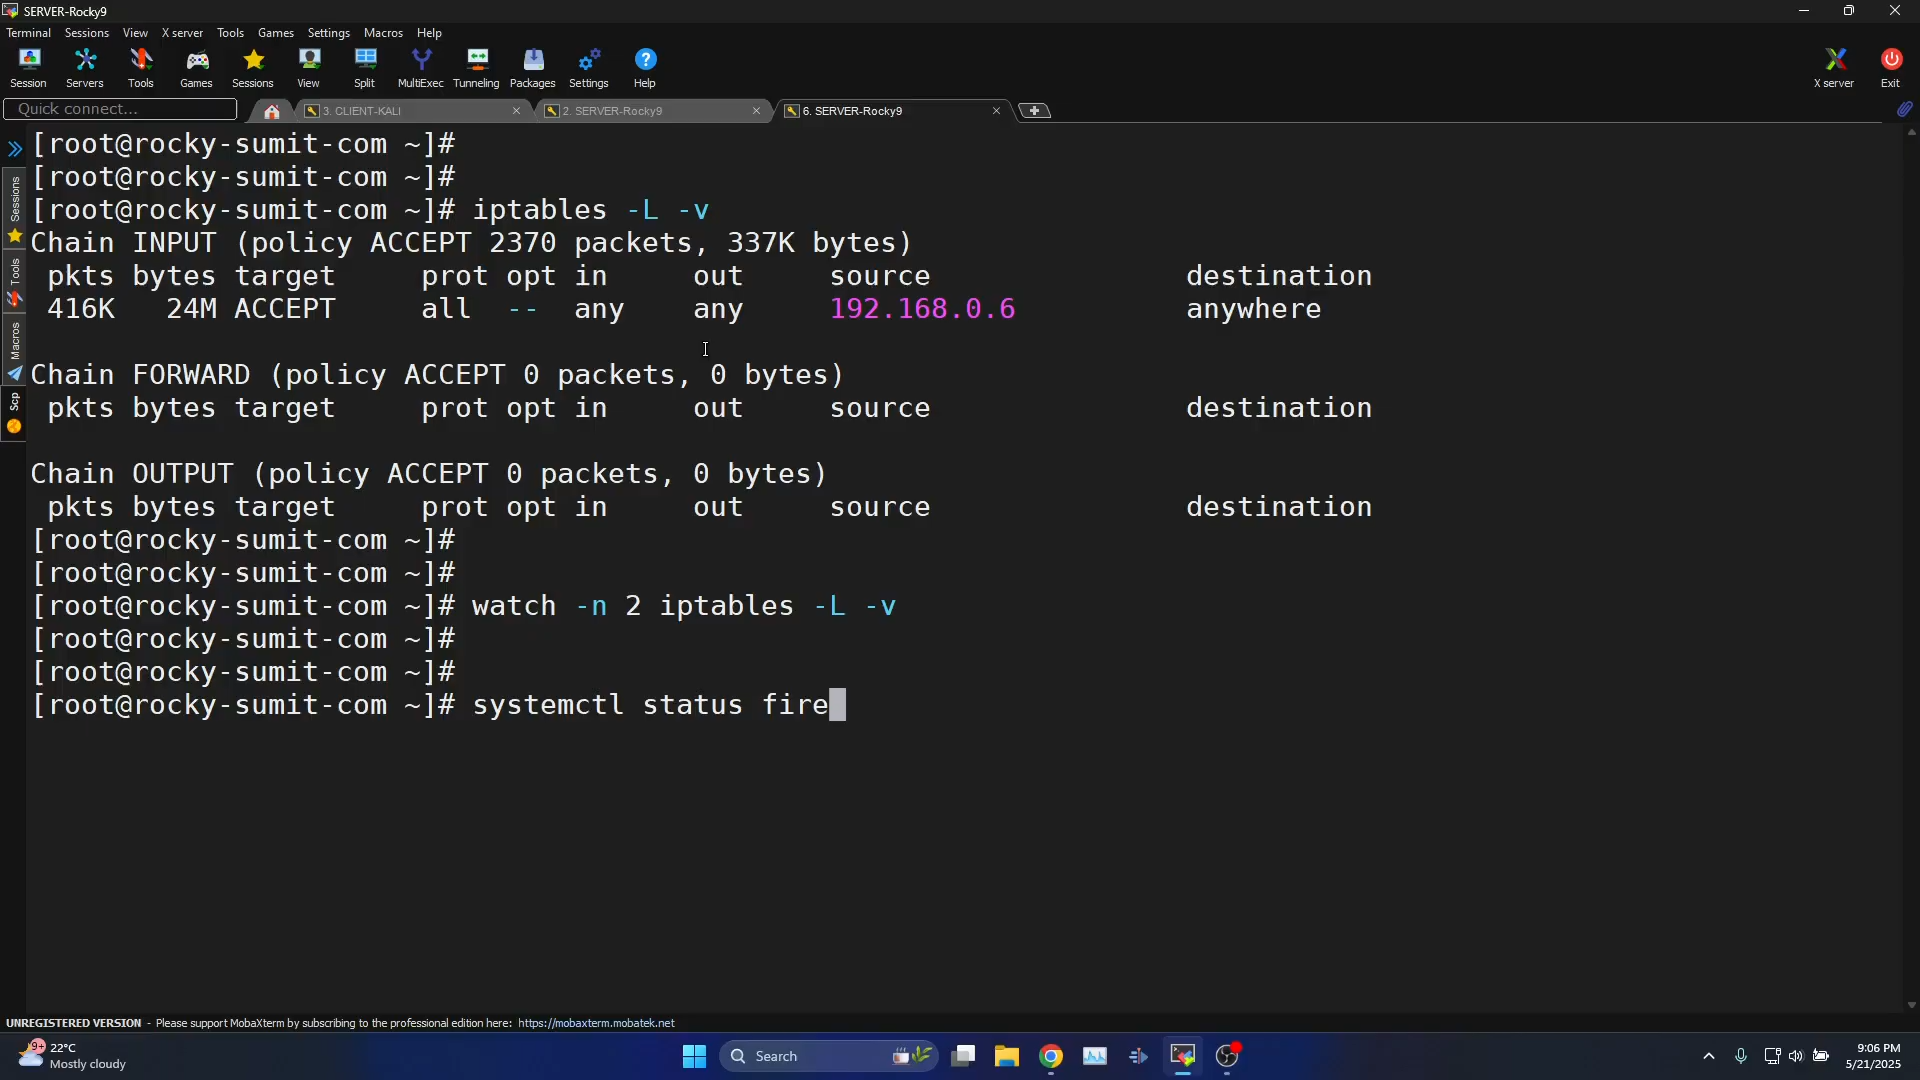 SERVER-Rocky9
Terminal Sessions View X server Tools Games Settings Macros Help
Session Servers Tools Games Sessions View Split MultiExec Tunneling Packages Settings Help X server Exit
Quick connect... 3. CLIENT-KALI 2. SERVER-Rocky9 6. SERVER-Rocky9
Sessions
Tools
Macros
Scp
[root@rocky-sumit-com ~]#
[root@rocky-sumit-com ~]#
[root@rocky-sumit-com ~]# iptables -L -v
Chain INPUT (policy ACCEPT 2370 packets, 337K bytes)
pkts bytes target prot opt in out source destination
416K 24M ACCEPT all -- any any 192.168.0.6 anywhere
Chain FORWARD (policy ACCEPT 0 packets, 0 bytes)
pkts bytes target prot opt in out source destination
Chain OUTPUT (policy ACCEPT 0 packets, 0 bytes)
pkts bytes target prot opt in out source destination
[root@rocky-sumit-com ~]#
[root@rocky-sumit-com ~]#
[root@rocky-sumit-com ~]# watch -n 2 iptables -L -v
[root@rocky-sumit-com ~]#
[root@rocky-sumit-com ~]#
[root@rocky-sumit-com ~]# systemctl status fire
UNREGISTERED VERSION - Please support MobaXterm by subscribing to the professional edition here: https://mobaxterm.mobatek.net
9+
22°C
Mostly cloudy
Search
9:06 PM
5/21/2025